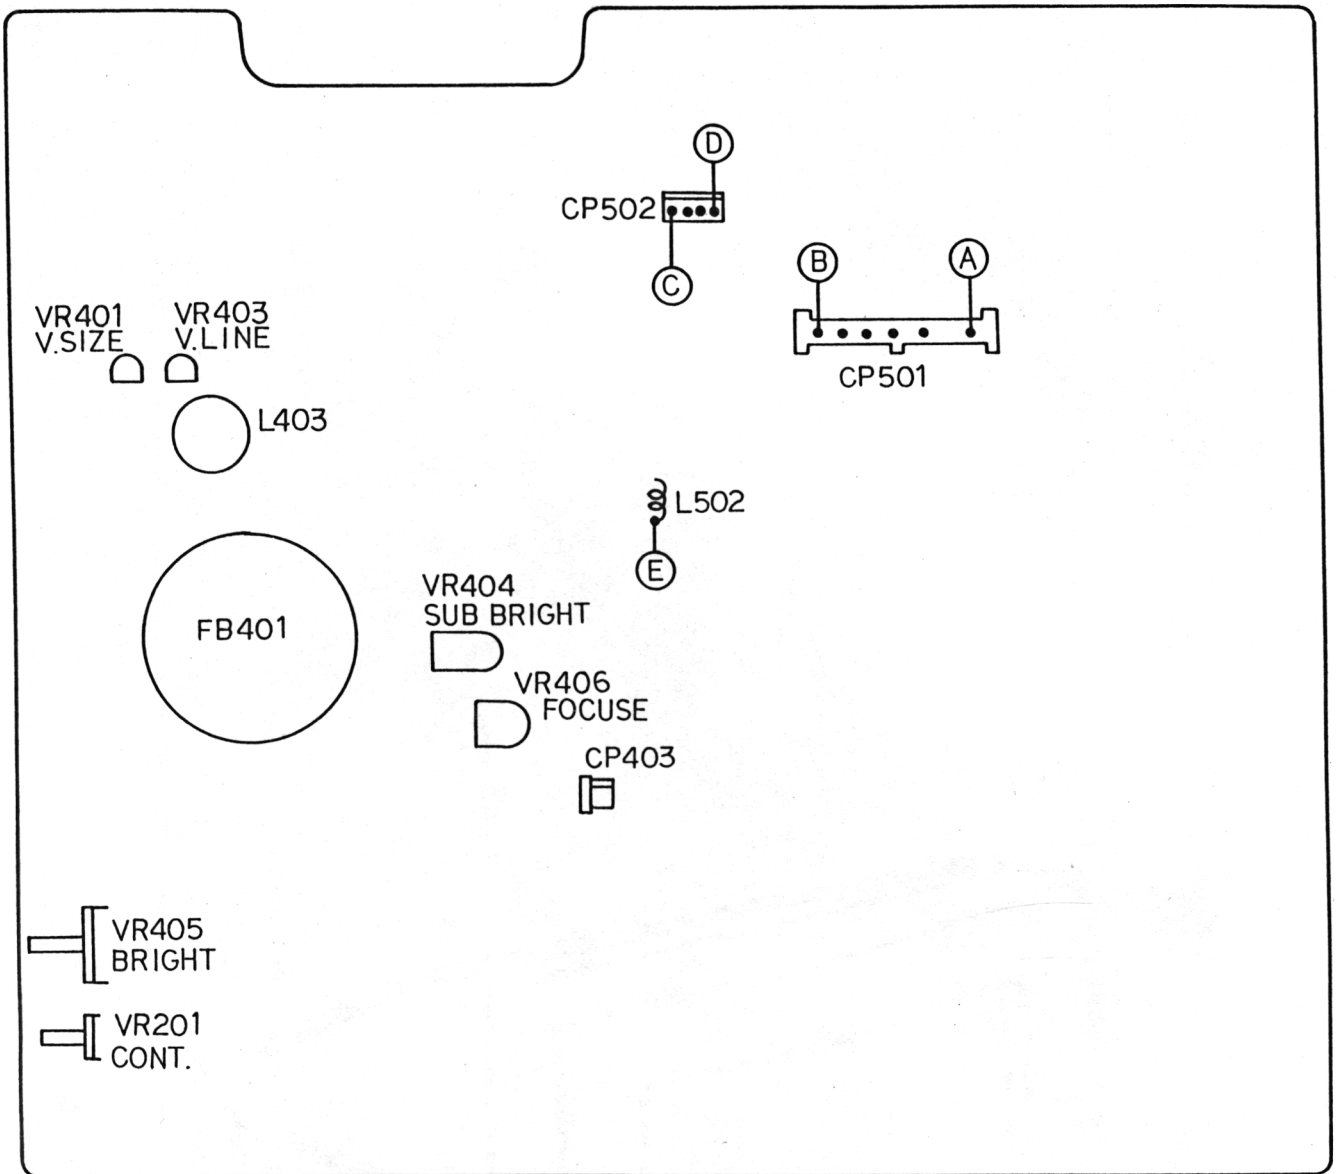 D
CP502
C
B
A
CP501
VR401
V.SIZE
VR403
V.LINE
L403
L502
E
VR404
SUB BRIGHT
FB401
VR406
FOCUSE
CP403
VR405
BRIGHT
VR201
CONT.